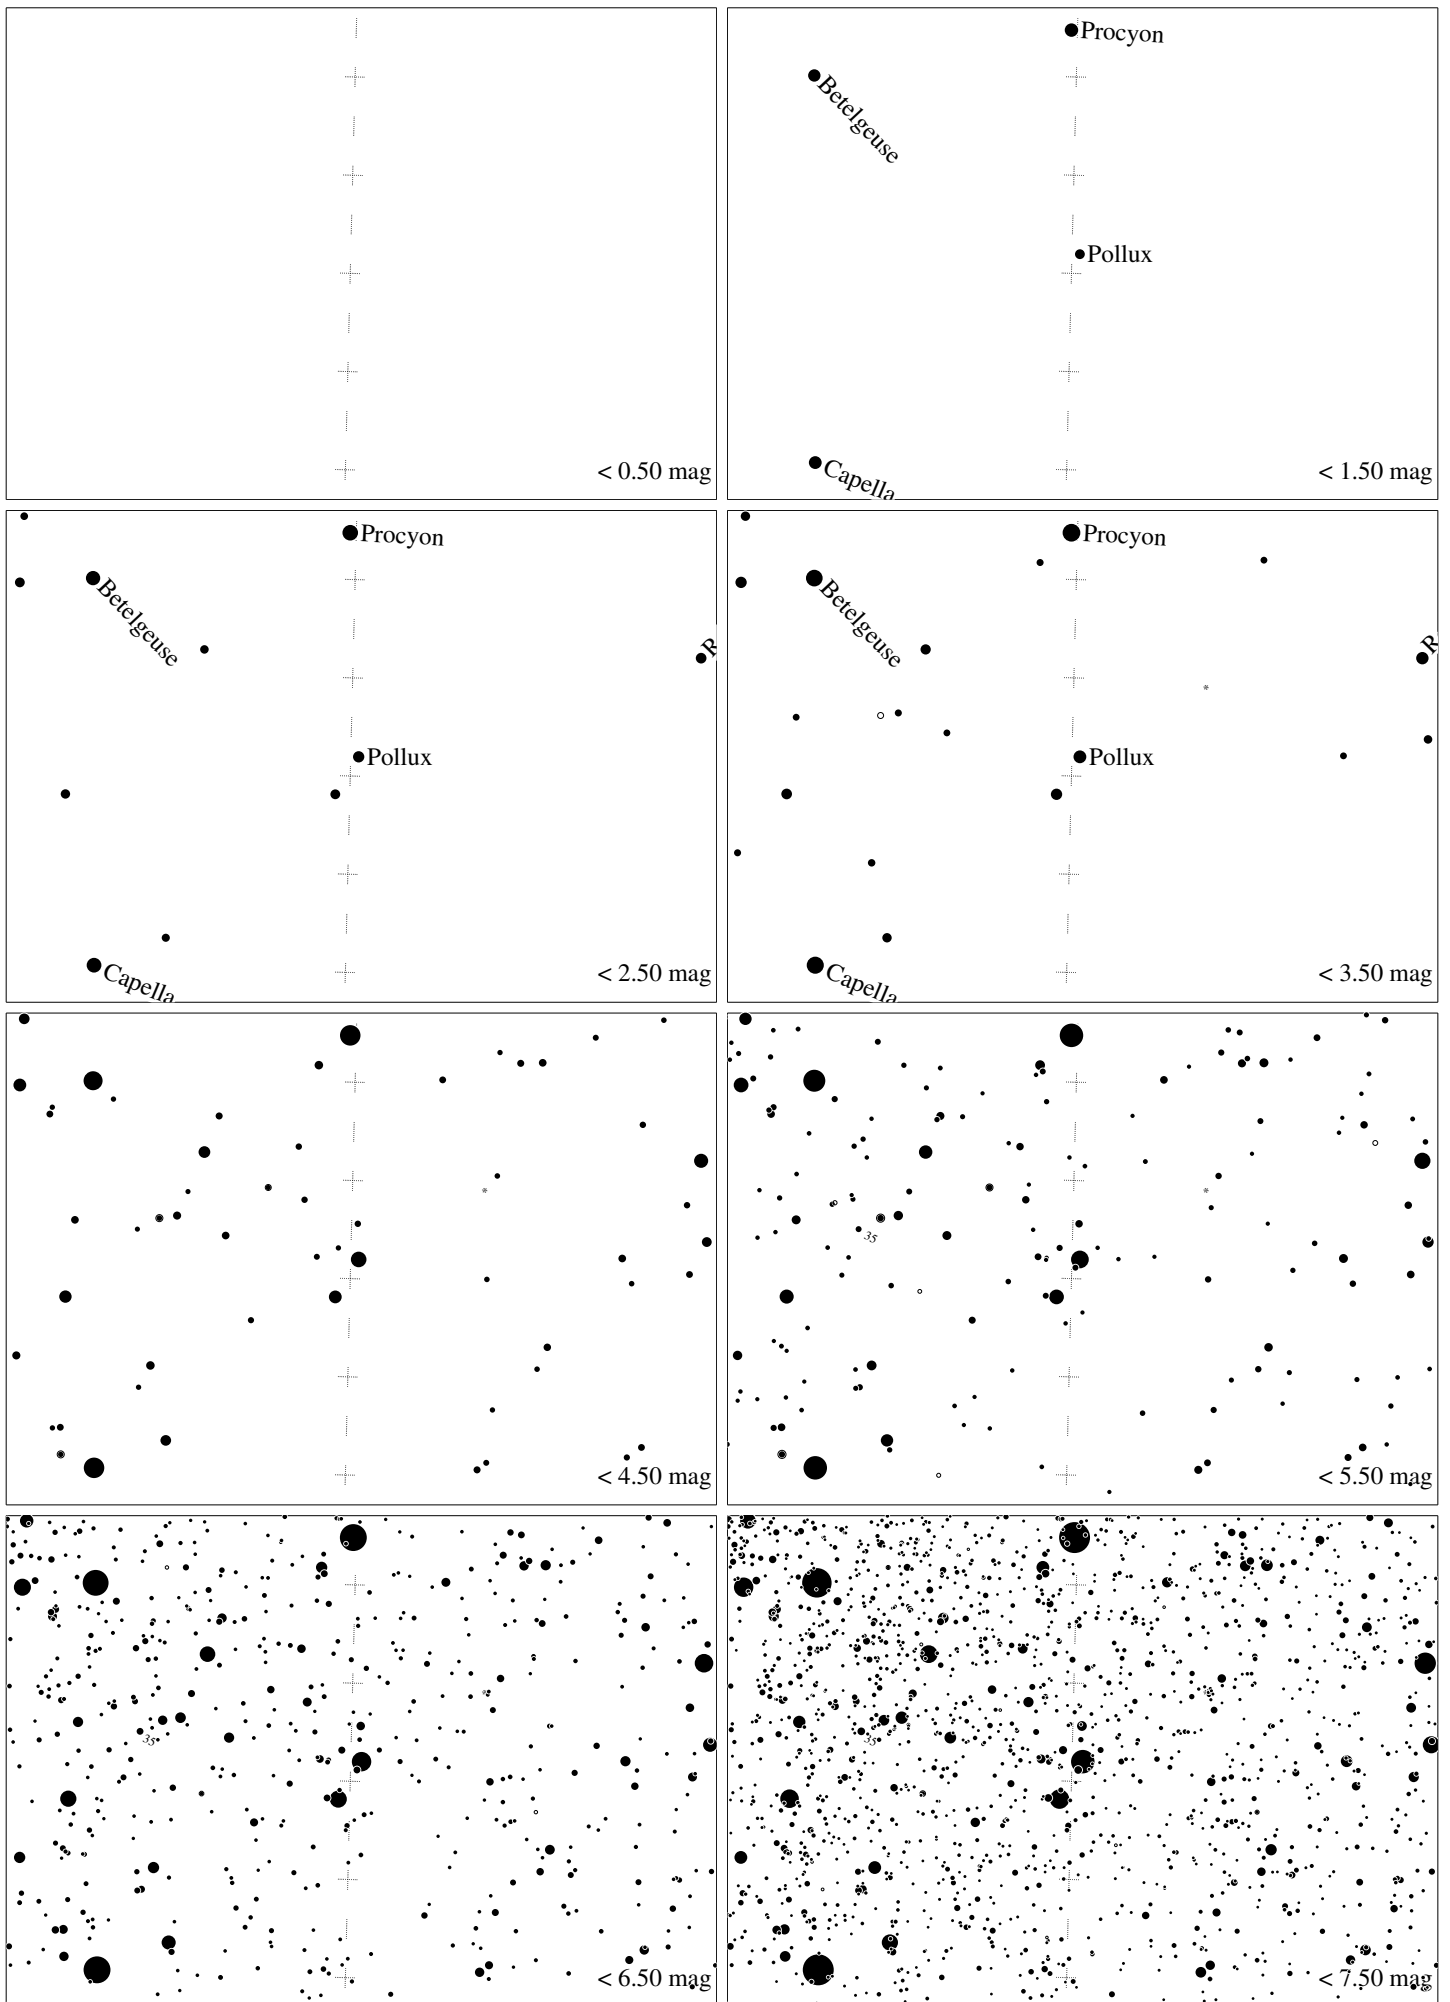 < 0.50 mag
Procyon
Betelgeuse
Pollux
Capella
< 1.50 mag
Procyon
Betelgeuse
R
Pollux
Capella
< 2.50 mag
Procyon
Betelgeuse
R
Pollux
Capella
< 3.50 mag
< 4.50 mag
35
< 5.50 mag
35
< 6.50 mag
35
< 7.50 mag